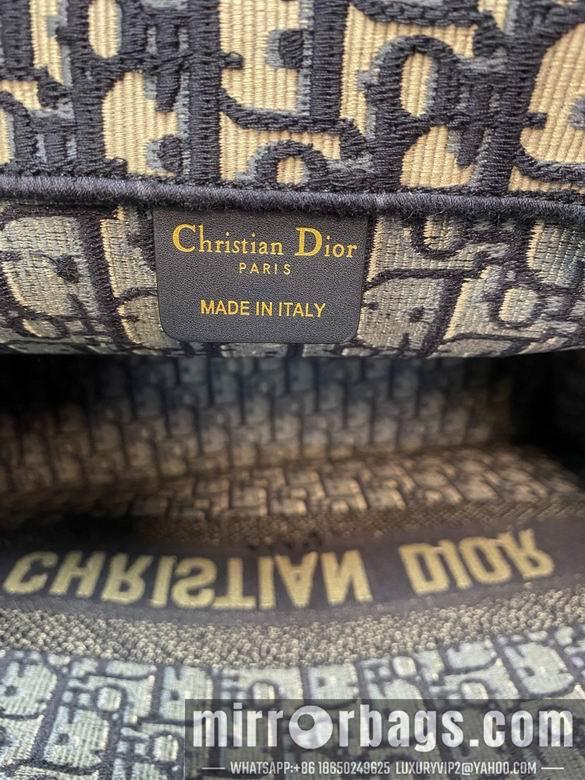 Christian Dior
PARIS
MADE IN ITALY
CHRISTIAN DIOR
mirrorbags.com
WHATSAPP:+86 18650249625 LUXURYVIP2@YAHOO.COM